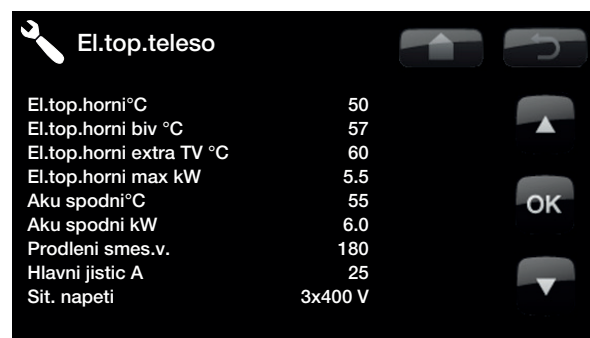 El.top.teleso
El.top.horni°C 50
El.top.horni biv °C 57
El.top.horni extra TV °C 60
El.top.horni max kW 5.5
Aku spodni°C 55
Aku spodni kW 6.0
Prodleni smes.v. 180
Hlavni jistic A 25
Sit. napeti 3x400 V
OK